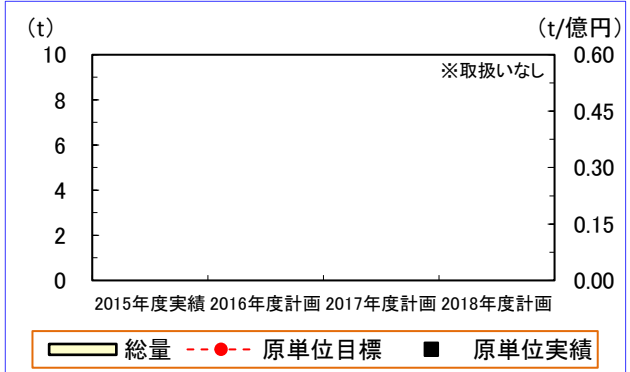 (t) (t/億円)
10 0.60
※取扱いなし
8 0.45
6
0.30
4
0.15
2
0 0.00
2015年度実績 2016年度計画 2017年度計画 2018年度計画
総量 原単位目標 原単位実績